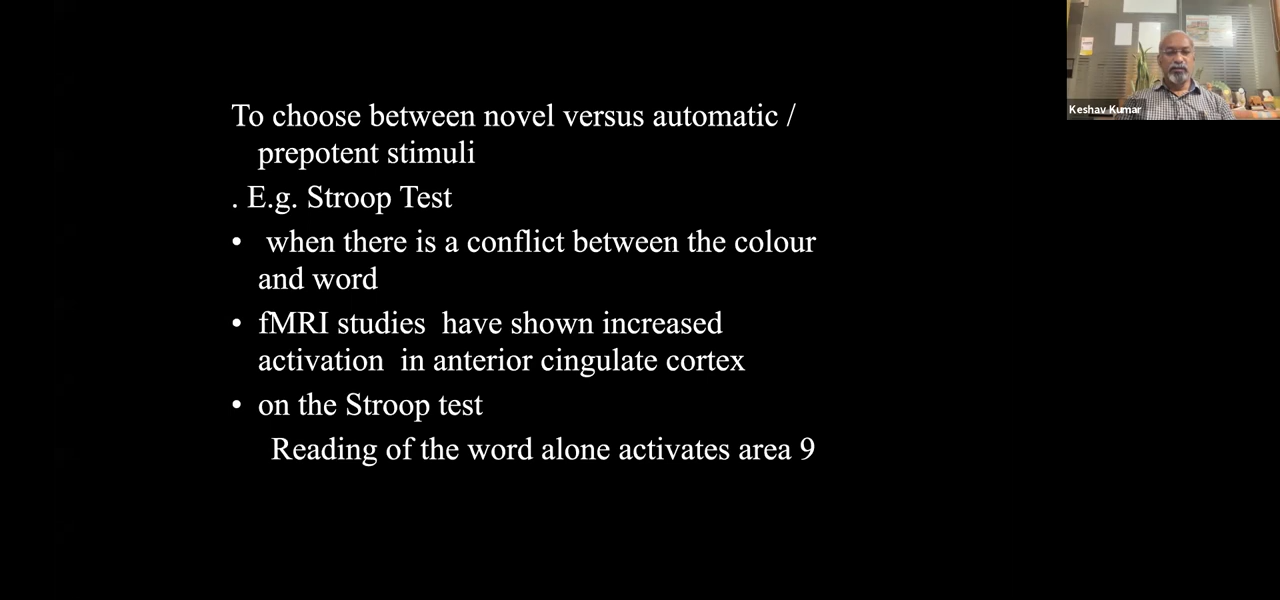 To choose between novel versus automatic /
prepotent stimuli
. E.g. Stroop Test
• when there is a conflict between the colour
and word
• fMRI studies have shown increased
activation in anterior cingulate cortex
• on the Stroop test
Reading of the word alone activates area 9
Keshav Kumar